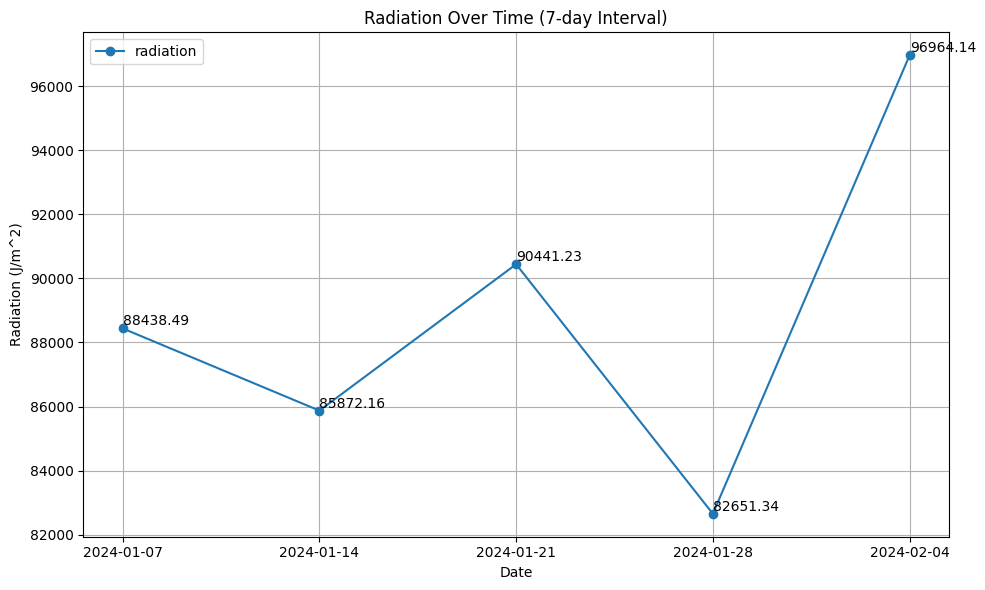 Radiation Over Time (7-day Interval)
radiation
96964.14
96000
94000
92000
90441.23
90000
Radiation (J/m^2)
88438.49
88000
85872.16
86000
84000
82651.34
82000
2024-01-07 2024-01-14 2024-01-21 2024-01-28 2024-02-04
Date